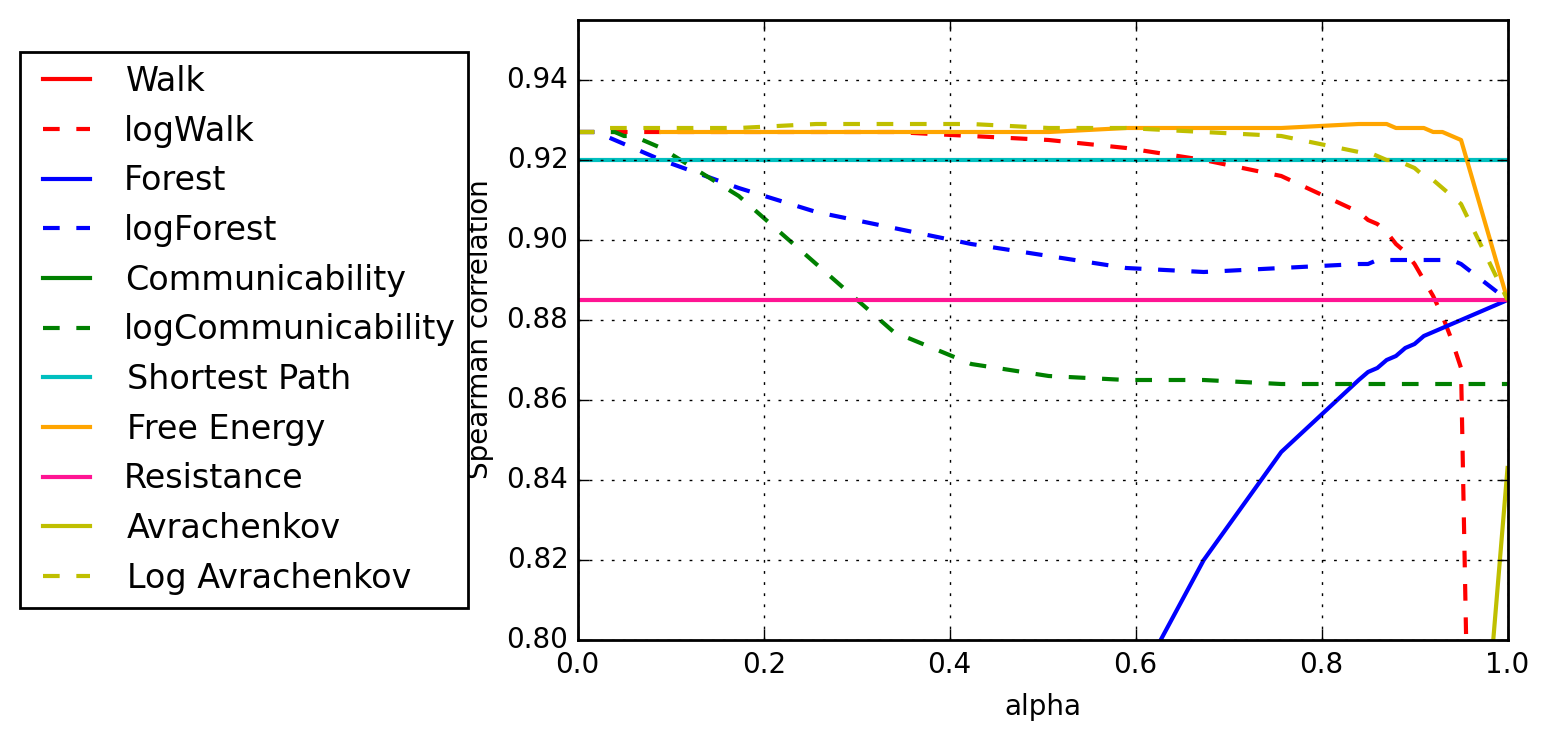 Walk
logWalk
Forest
logForest
Communicability
logCommunicability
Shortest Path
Free Energy
Resistance
Avrachenkov
Log Avrachenkov
Spearman correlation
0.94
0.92
0.90
0.88
0.86
0.84
0.82
0.80
0.0 0.2 0.4 0.6 0.8 1.0
alpha